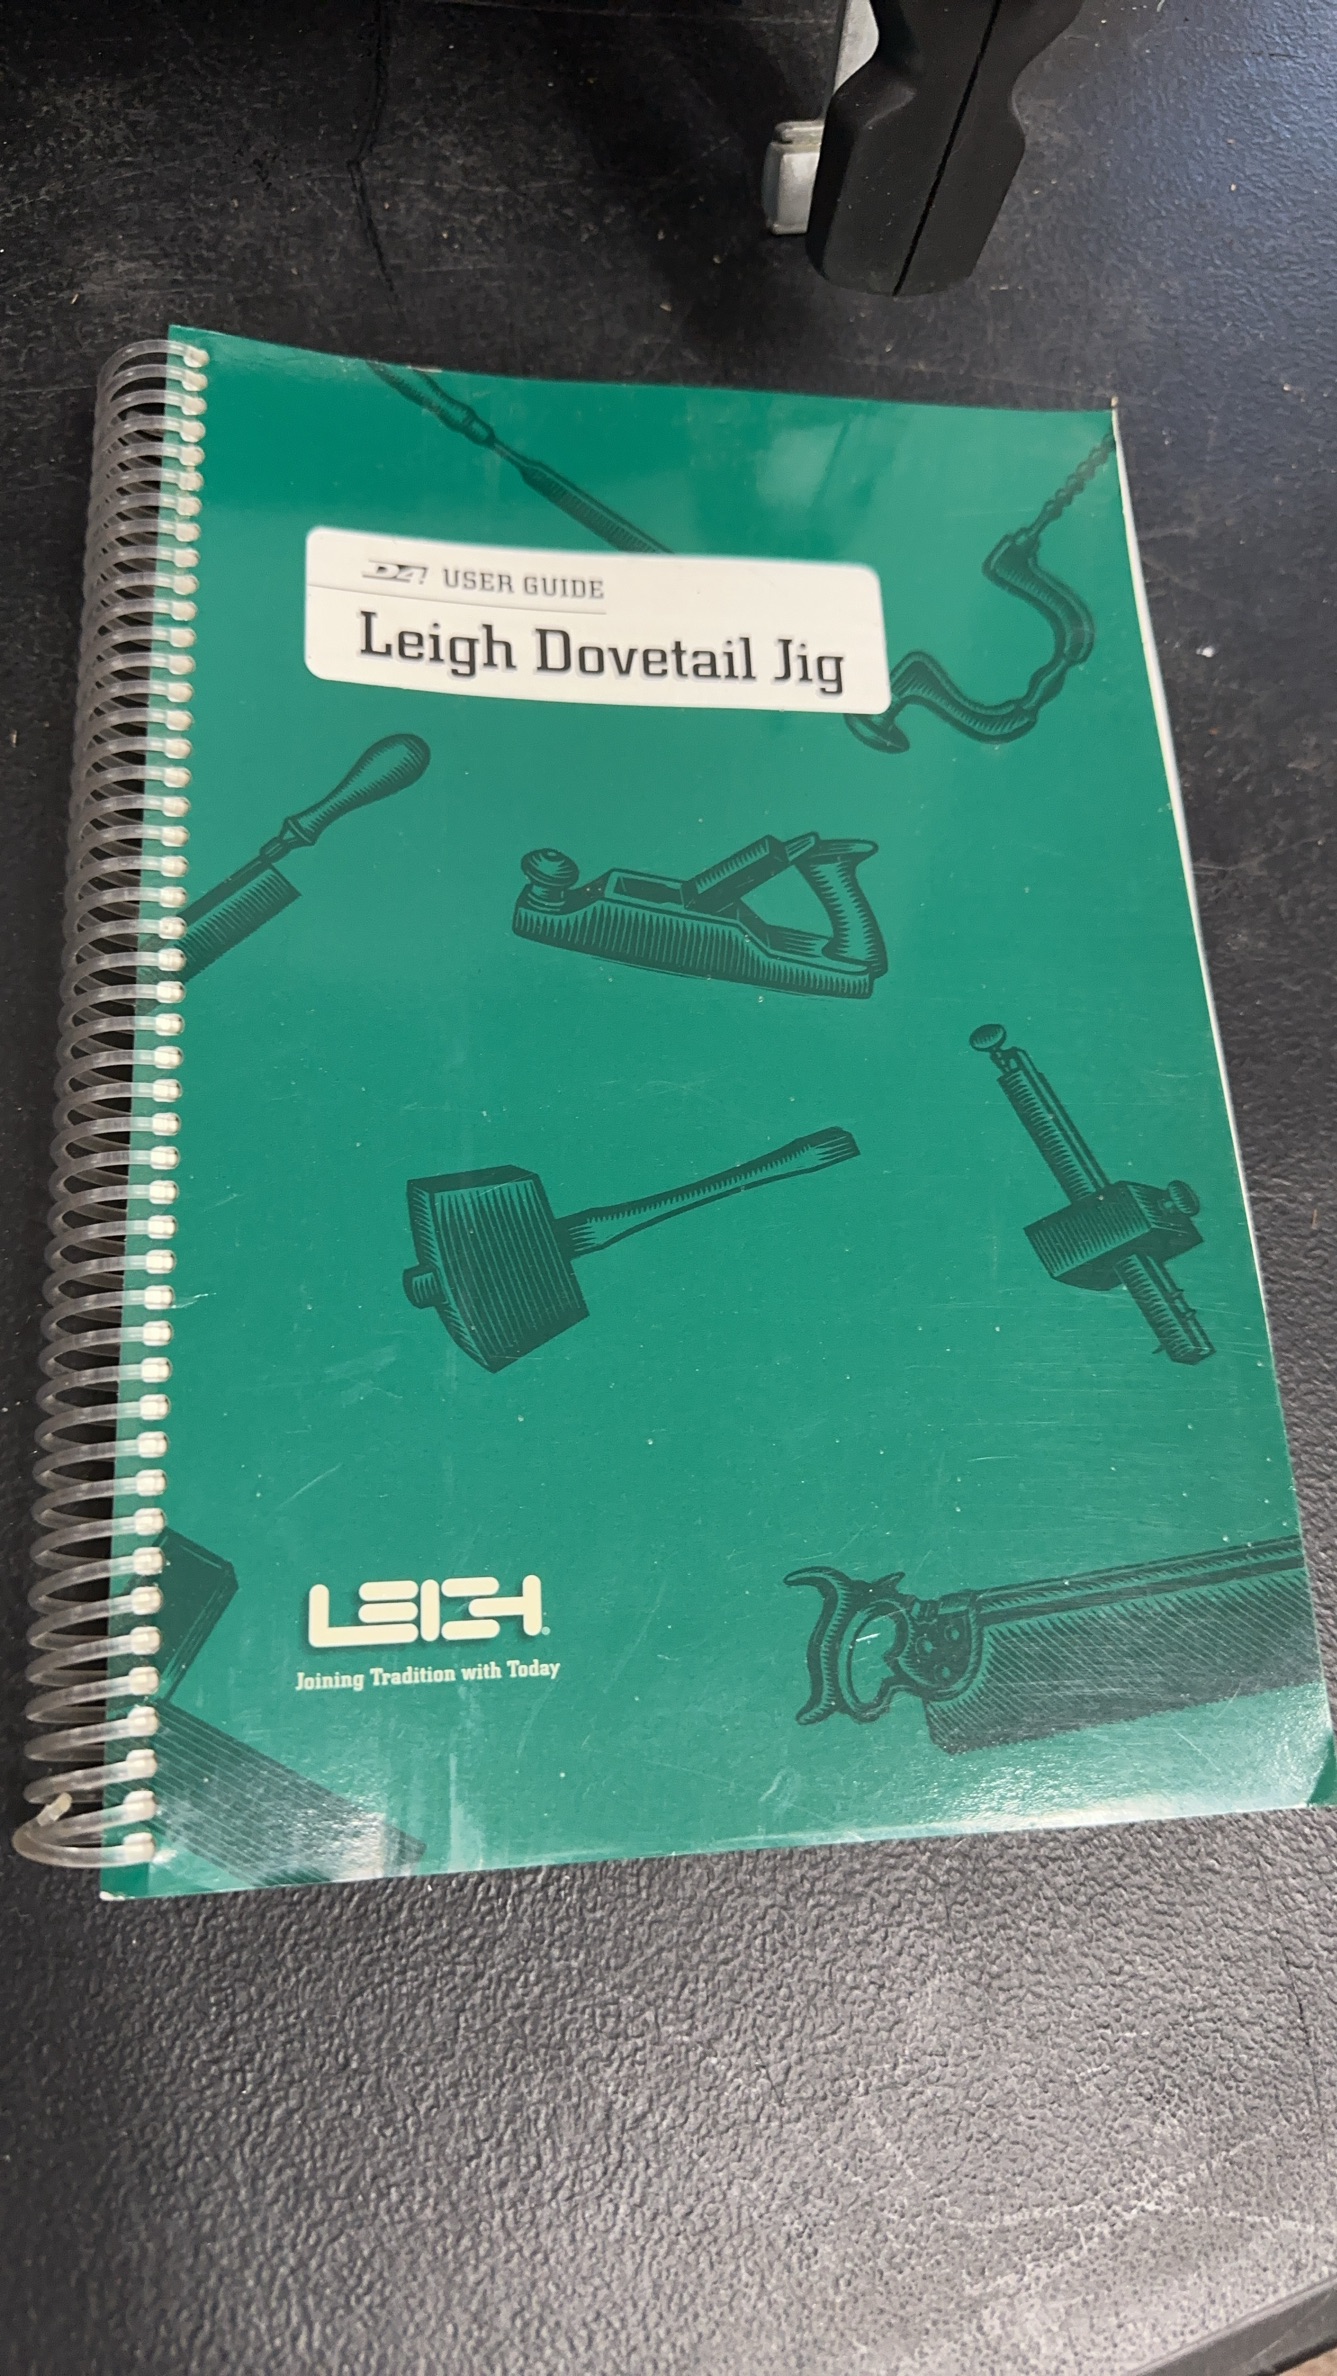 D4 USER GUIDE
Leigh Dovetail Jig
LEIGH®
Joining Tradition with Today